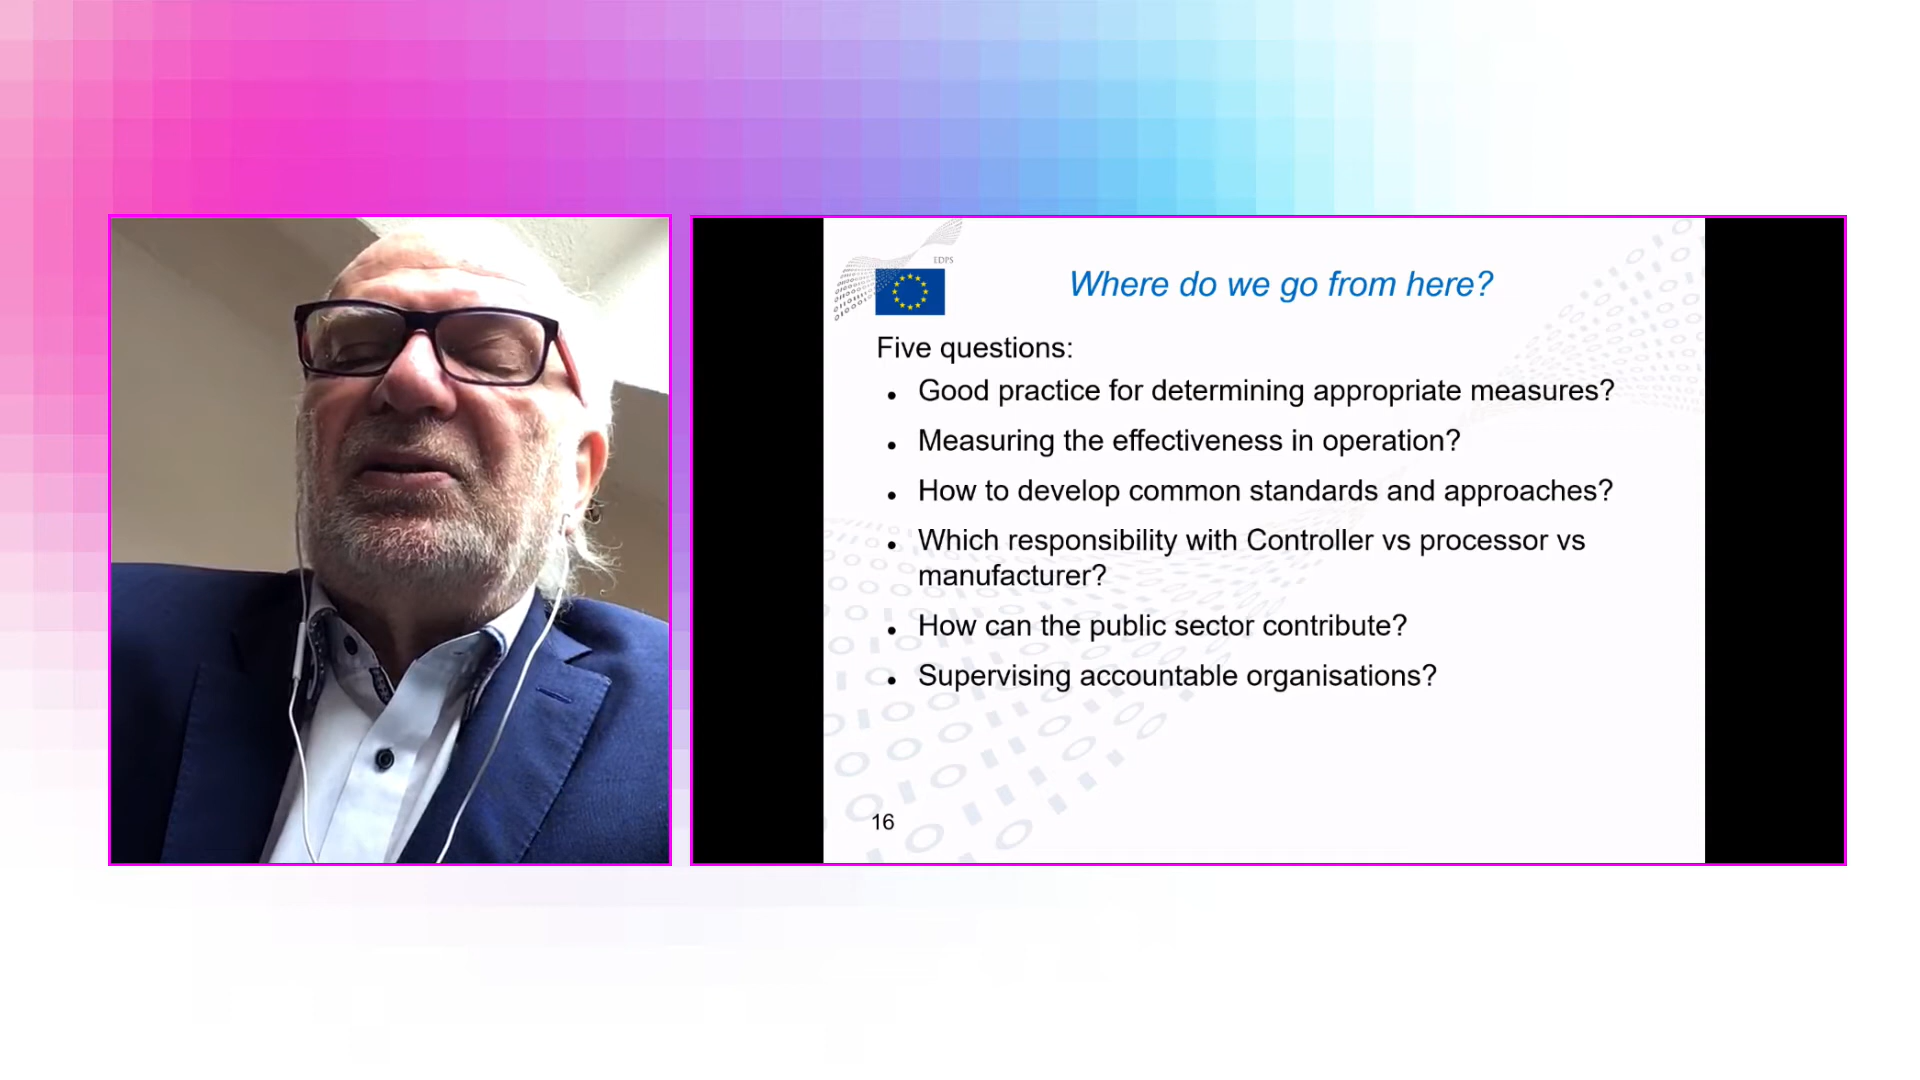 EDPS
Where do we go from here?
Five questions:
• Good practice for determining appropriate measures?
• Measuring the effectiveness in operation?
• How to develop common standards and approaches?
• Which responsibility with Controller vs processor vs
manufacturer?
• How can the public sector contribute?
• Supervising accountable organisations?
16